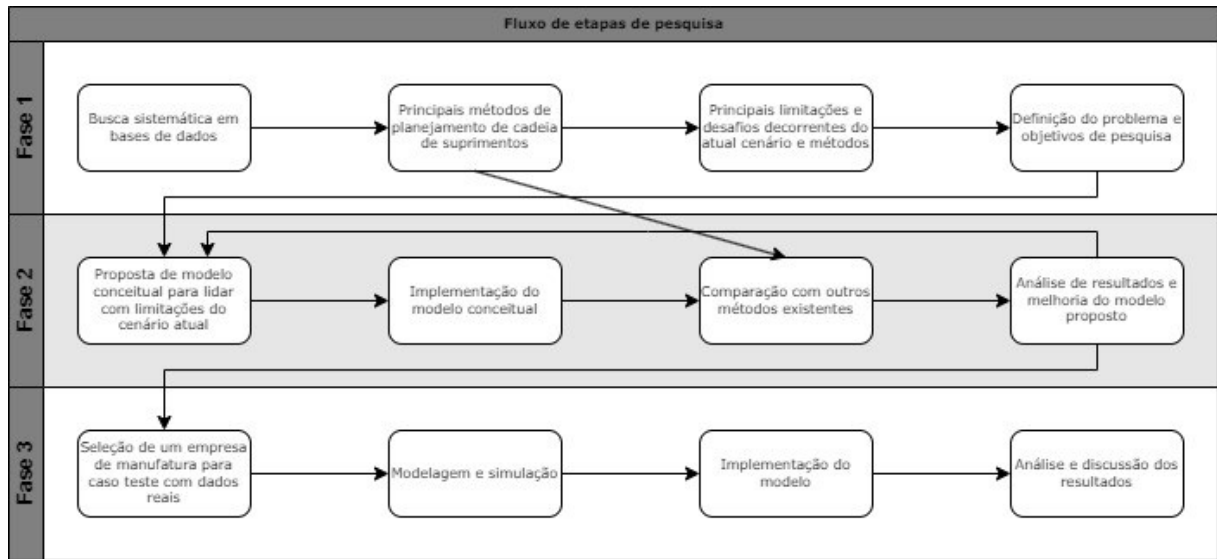 Fluxo de etapas de pesquisa
Fase 1
Busca sistemática em
bases de dados
Principais métodos de
planejamento de cadeia
de suprimentos
Principais limitações e
desafios decorrentes do
atual cenário e métodos
Definição do problema e
objetivos de pesquisa
Fase 2
Proposta de modelo
conceitual para lidar
com limitações do
cenário atual
Implementação do
modelo conceitual
Comparação com outros
métodos existentes
Análise de resultados e
melhoria do modelo
proposto
Fase 3
Seleção de um empresa
de manufatura para
caso teste com dados
reais
Modelagem e simulação
Implementação do
modelo
Análise e discussão dos
resultados